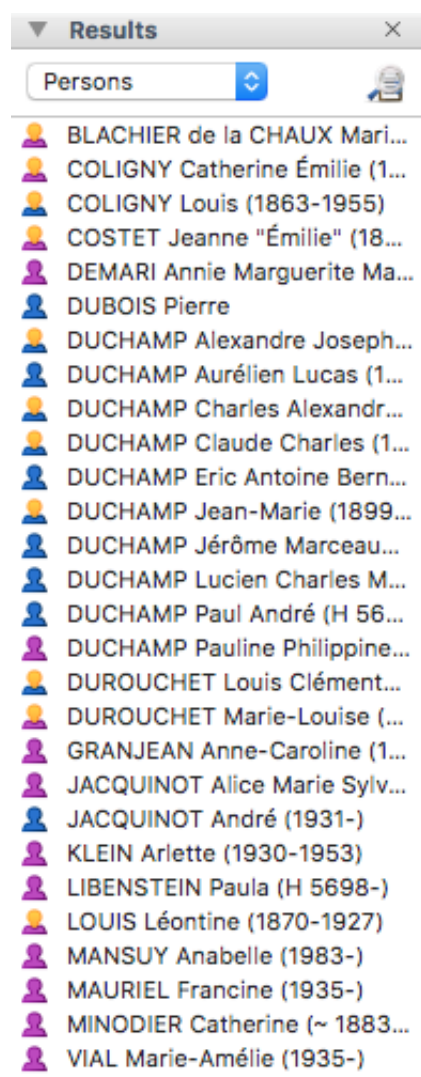 Results
Persons
BLACHIER de la CHAUX Mari...
COLIGNY Catherine Émilie (1...
COLIGNY Louis (1863-1955)
COSTET Jeanne "Émilie" (18...
DEMARI Annie Marguerite Ma...
DUBOIS Pierre
DUCHAMP Alexandre Joseph...
DUCHAMP Aurélien Lucas (1...
DUCHAMP Charles Alexandr...
DUCHAMP Claude Charles (1...
DUCHAMP Eric Antoine Bern...
DUCHAMP Jean-Marie (1899...
DUCHAMP Jérôme Marceau...
DUCHAMP Lucien Charles M...
DUCHAMP Paul André (H 56...
DUCHAMP Pauline Philippine...
DUROUCHET Louis Clément...
DUROUCHET Marie-Louise (...
GRANJEAN Anne-Caroline (1...
JACQUINOT Alice Marie Sylv...
JACQUINOT André (1931-)
KLEIN Arlette (1930-1953)
LIBENSTEIN Paula (H 5698-)
LOUIS Léontine (1870-1927)
MANSUY Anabelle (1983-)
MAURIEL Francine (1935-)
MINODIER Catherine (~ 1883...
VIAL Marie-Amélie (1935-)